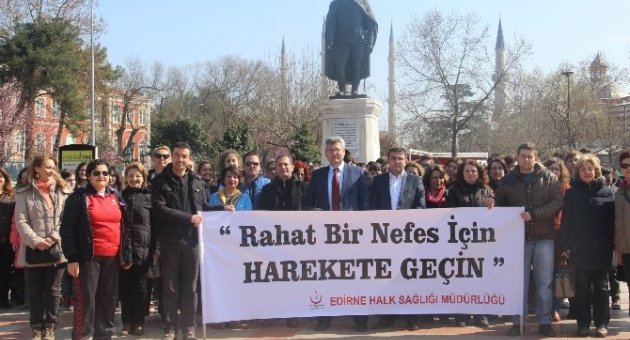 “ Rahat Bir Nefes İçin
HAREKETE GEÇİN ”
EDİRNE HALK SAĞLIĞI MÜDÜRLÜĞÜ